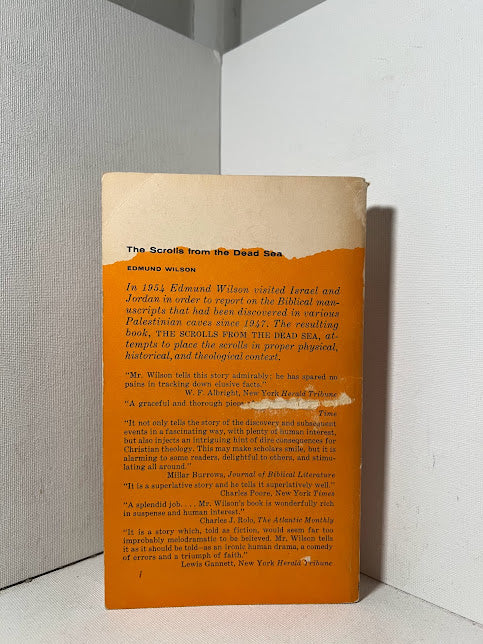 The Scrolls from the Dead Sea
EDMUND WILSON
In 1954 Edmund Wilson visited Israel and
Jordan in order to report on the Biblical man-
uscripts that had been discovered in various
Palestinian caves since 1947. The resulting
book, THE SCROLLS FROM THE DEAD SEA, at-
tempts to place the scrolls in proper physical,
historical, and theological context.
"Mr. Wilson tells this story admirably; he has spared no
pains in tracking down elusive facts."
W. F. Albright, New York Herald Tribune
"A graceful and thorough piece
Time
"It not only tells the story of the discovery and subsequent
events in a fascinating way, with plenty of human interest,
but also injects an intriguing hint of dire consequences for
Christian theology. This may make scholars smile, but it is
alarming to some readers, delightful to others, and stimu-
lating all around."
Millar Burrows, Journal of Biblical Literature
"It is a superlative story and he tells it superlatively well."
Charles Poore, New York Times
"A splendid job. . . . Mr. Wilson's book is wonderfully rich
in suspense and human interest."
Charles J. Rolo, The Atlantic Monthly
"It is a story which, told as fiction, would seem far too
improbably melodramatic to be believed. Mr. Wilson tells
it as it should be told—as an ironic human drama, a comedy
of errors and a triumph of faith."
Lewis Gannett, New York Herald Tribune